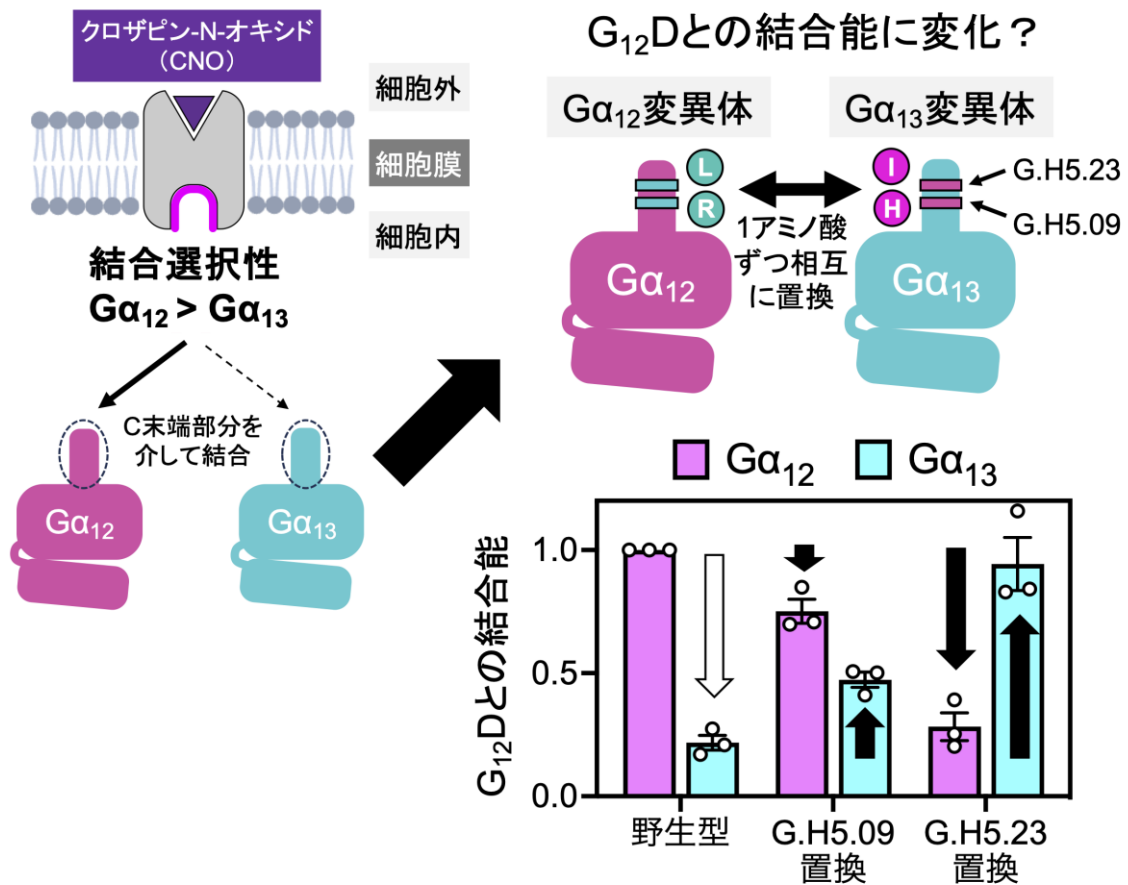 クロザピン-N-オキシド
（CNO）
細胞外
細胞膜
細胞内
結合選択性
Gα₁₂ > Gα₁₃
C末端部分を
介して結合
Gα₁₂
Gα₁₃
G₁₂Dとの結合能に変化？
Gα₁₂変異体
Gα₁₃変異体
L
R
I
H
G.H5.23
G.H5.09
1アミノ酸
ずつ相互
に置換
Gα₁₂
Gα₁₃
Gα₁₂
Gα₁₃
G₁₂Dとの結合能
1.0
0.5
0.0
野生型
G.H5.09
置換
G.H5.23
置換